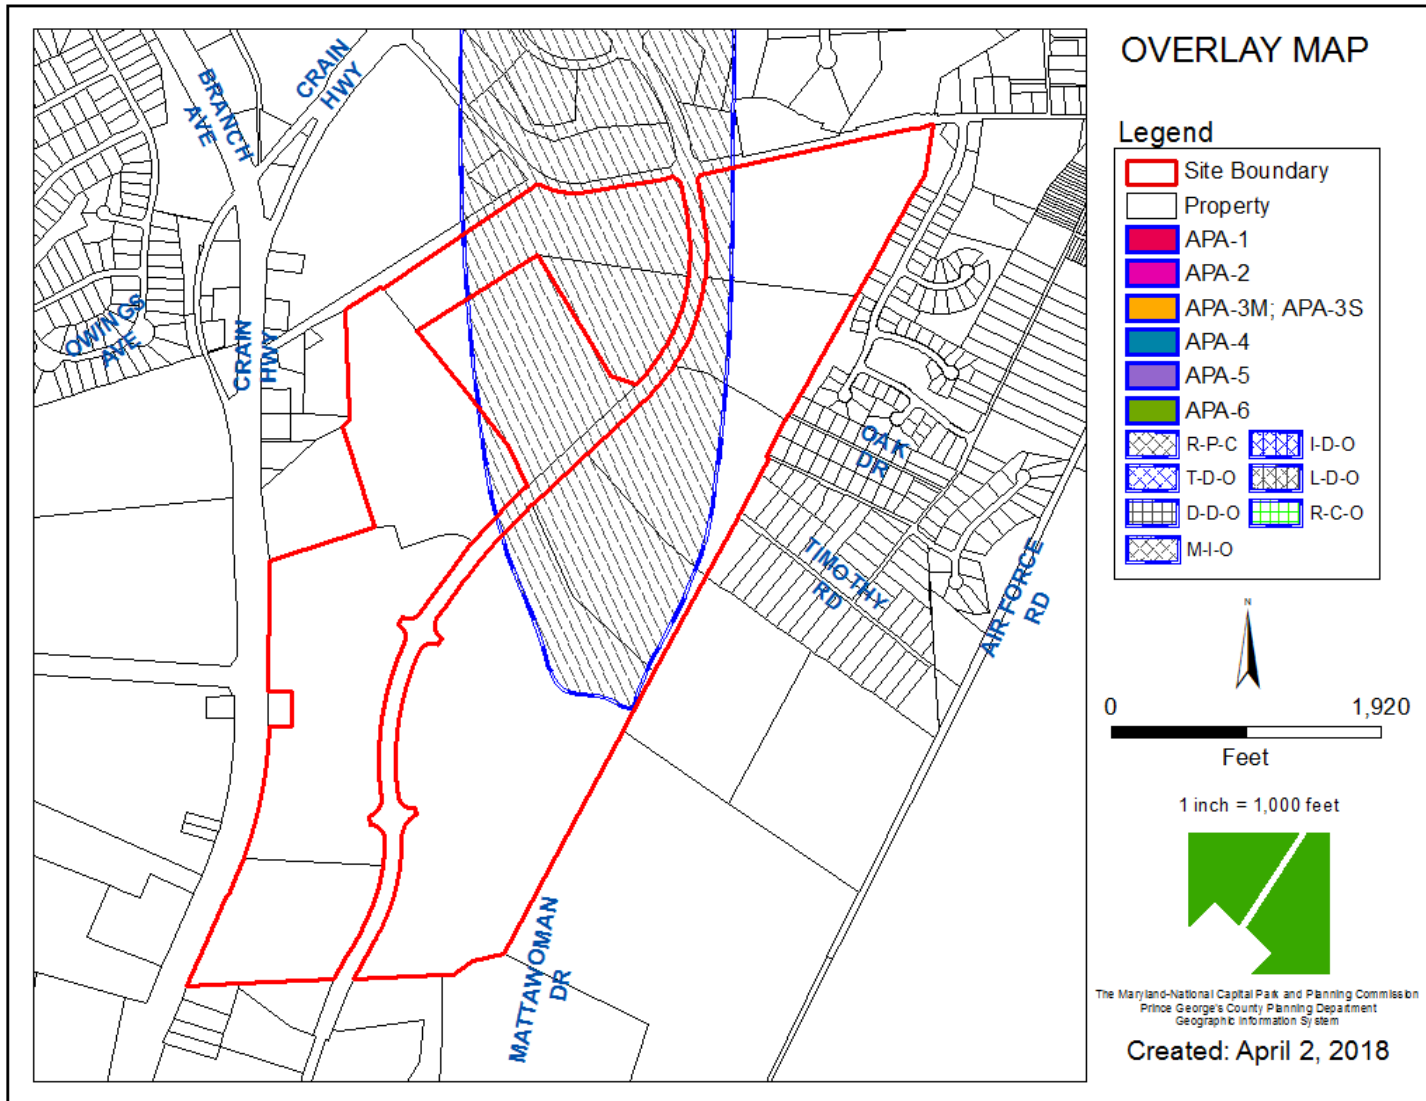 OVERLAY MAP
Legend
Site Boundary
Property
APA-1
APA-2
APA-3M; APA-3S
APA-4
APA-5
APA-6
R-P-C
I-D-O
T-D-O
L-D-O
D-D-O
R-C-O
M-I-O
N
0
1,920
Feet
1 inch = 1,000 feet
The Maryland-National Capital Park and Planning Commission
Prince George's County Planning Department
Geographic Information System
Created: April 2, 2018
BRANCH
AVE
CRAIN
HWY
OWINGS
AVE
CRAIN
HWY
OAK
DR
TIMOTHY
RD
AIR FORCE
RD
MATTAWOMAN
DR